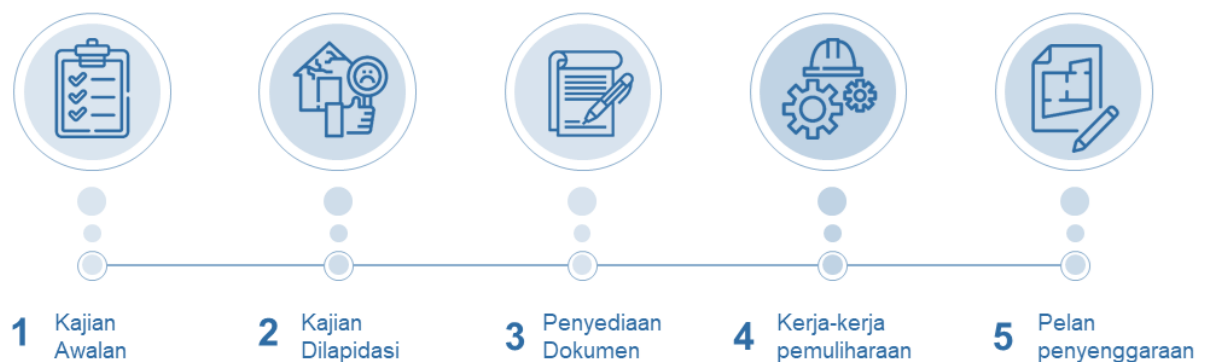 1 Kajian
Awalan
2 Kajian
Dilapidasi
3 Penyediaan
Dokumen
4 Kerja-kerja
pemuliharaan
5 Pelan
penyenggaraan